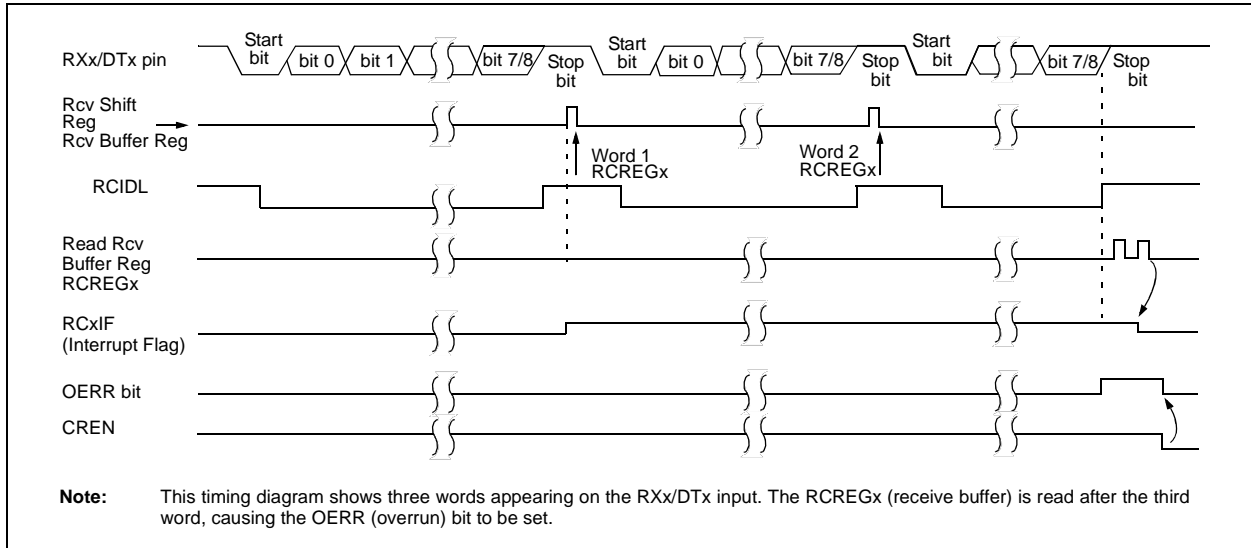 RXx/DTx pin
Start bit
bit 0
bit 1
bit 7/8
Stop bit
Start bit
bit 0
bit 7/8
Stop bit
Start bit
bit 7/8
Stop bit
Rcv Shift
Reg
Rcv Buffer Reg
Word 1
RCREGx
Word 2
RCREGx
RCIDL
Read Rcv
Buffer Reg
RCREGx
RCxIF
(Interrupt Flag)
OERR bit
CREN
Note: This timing diagram shows three words appearing on the RXx/DTx input. The RCREGx (receive buffer) is read after the third
word, causing the OERR (overrun) bit to be set.